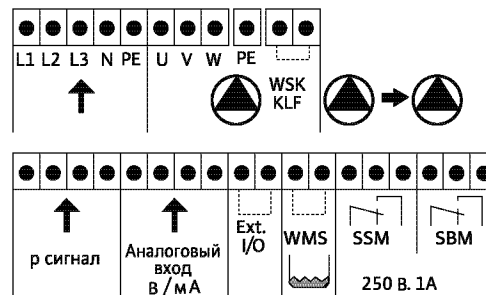 L1 L2 L3 N PE U V W PE
WSK
KLF
р сигнал
Аналоговый
вход
В / мА
Ext.
I/O
WMS
SSM
SBM
250 В. 1А